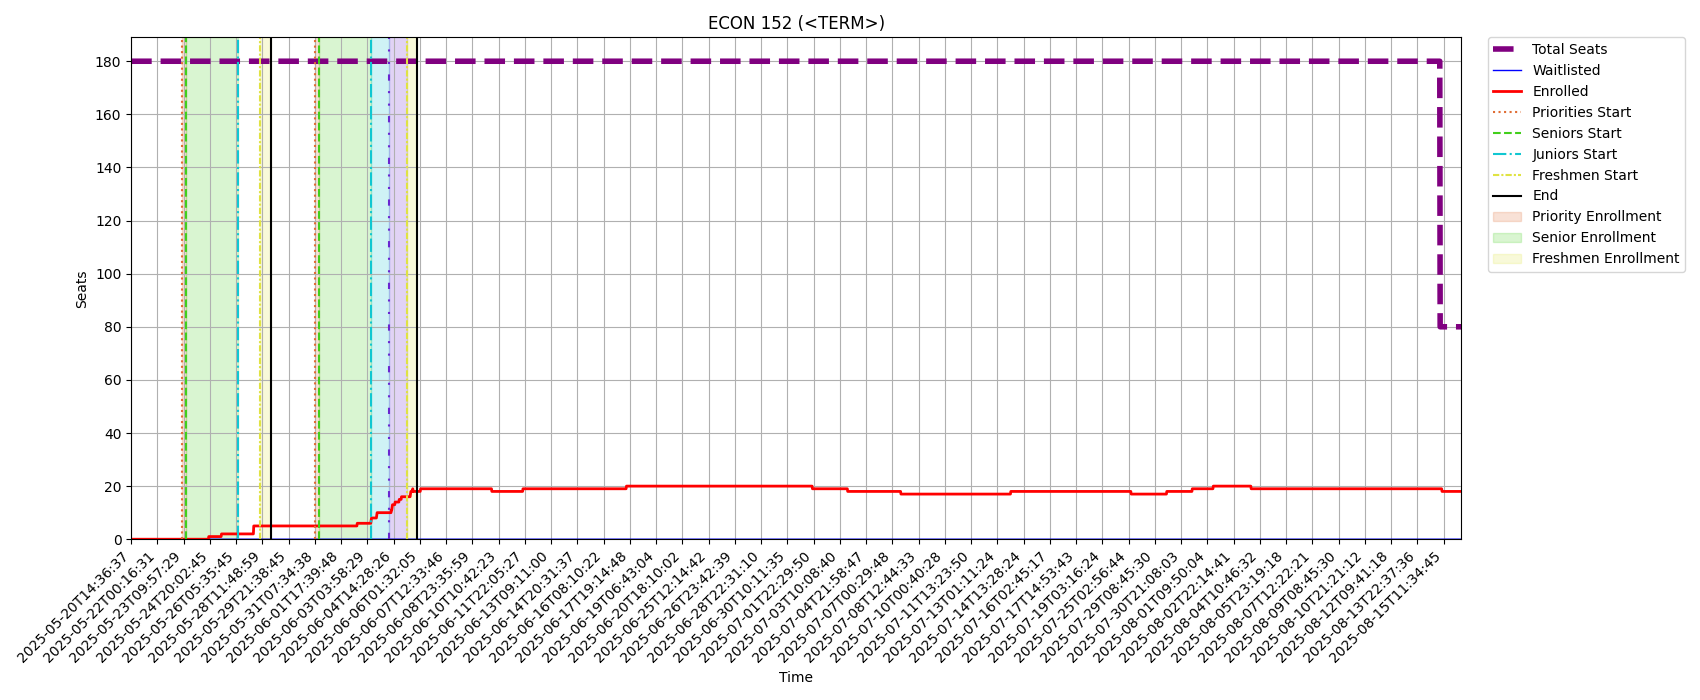 ECON 152 (<TERM>)
Seats
180
160
140
120
100
80
60
40
20
0
2025-05-20T14:36:37
2025-05-22T00:16:31
2025-05-23T09:57:29
2025-05-24T20:02:45
2025-05-26T05:35:45
2025-05-28T11:48:59
2025-05-29T21:38:45
2025-05-31T07:34:38
2025-06-01T17:39:48
2025-06-03T03:58:29
2025-06-04T14:28:26
2025-06-06T01:32:05
2025-06-07T12:33:46
2025-06-08T23:35:59
2025-06-10T10:42:23
2025-06-11T22:05:27
2025-06-13T09:11:00
2025-06-14T20:31:37
2025-06-16T08:10:22
2025-06-17T19:14:48
2025-06-19T06:43:04
2025-06-20T18:10:02
2025-06-25T12:14:42
2025-06-26T23:42:39
2025-06-28T22:31:10
2025-06-30T10:11:35
2025-07-01T22:29:50
2025-07-03T10:08:40
2025-07-04T21:58:47
2025-07-07T00:29:48
2025-07-08T12:44:33
2025-07-10T00:40:28
2025-07-11T13:23:50
2025-07-13T01:11:24
2025-07-14T13:28:24
2025-07-16T02:45:17
2025-07-17T14:53:43
2025-07-19T03:16:24
2025-07-25T02:56:44
2025-07-29T08:45:30
2025-07-30T21:08:03
2025-08-01T09:50:04
2025-08-02T22:14:41
2025-08-04T10:46:32
2025-08-05T23:19:18
2025-08-07T12:22:21
2025-08-09T08:45:30
2025-08-10T21:21:12
2025-08-12T09:41:18
2025-08-13T22:37:36
2025-08-15T11:34:45
Time
Total Seats
Waitlisted
Enrolled
Priorities Start
Seniors Start
Juniors Start
Freshmen Start
End
Priority Enrollment
Senior Enrollment
Freshmen Enrollment